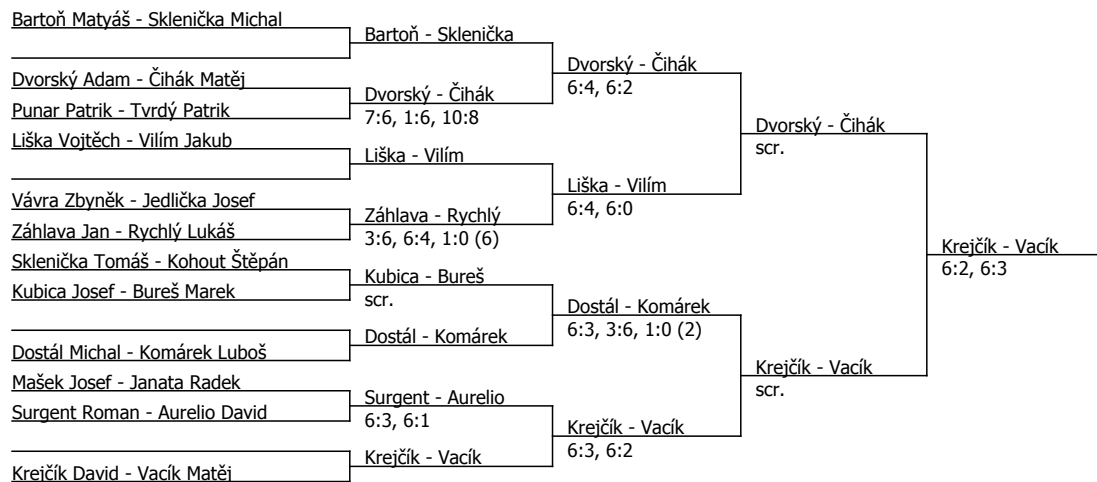 Bartoň Matyáš - Sklenička Michal
Dvorský Adam - Čihák Matěj
Punar Patrik - Tvrdý Patrik
Liška Vojtěch - Vilím Jakub
Vávra Zbyněk - Jedlička Josef
Záhlava Jan - Rychlý Lukáš
Sklenička Tomáš - Kohout Štěpán
Kubica Josef - Bureš Marek
Dostál Michal - Komárek Luboš
Mašek Josef - Janata Radek
Surgent Roman - Aurelio David
Krejčík David - Vacík Matěj
Bartoň - Sklenička
Dvorský - Čihák
7:6, 1:6, 10:8
Liška - Vilím
Záhlava - Rychlý
3:6, 6:4, 1:0 (6)
Kubica - Bureš
scr.
Dostál - Komárek
Surgent - Aurelio
6:3, 6:1
Krejčík - Vacík
Dvorský - Čihák
6:4, 6:2
Liška - Vilím
6:4, 6:0
Dostál - Komárek
6:3, 3:6, 1:0 (2)
Krejčík - Vacík
6:3, 6:2
Dvorský - Čihák
scr.
Krejčík - Vacík
scr.
Krejčík - Vacík
6:2, 6:3